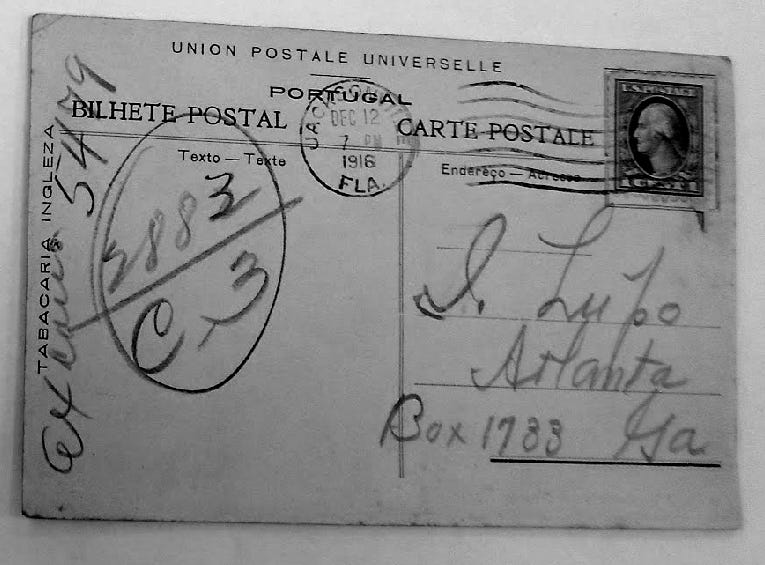 UNION POSTALE UNIVERSELLE
PORTUGAL
BILHETE POSTAL
CARTE POSTALE
Texto — Texte
Endereço — Adresse
DEC 12
7 PM
1916
FLA.
TABACARIA INGLEZA
54479
2883
C-3
I. Lupo
Atlanta
Box 1733 Ga